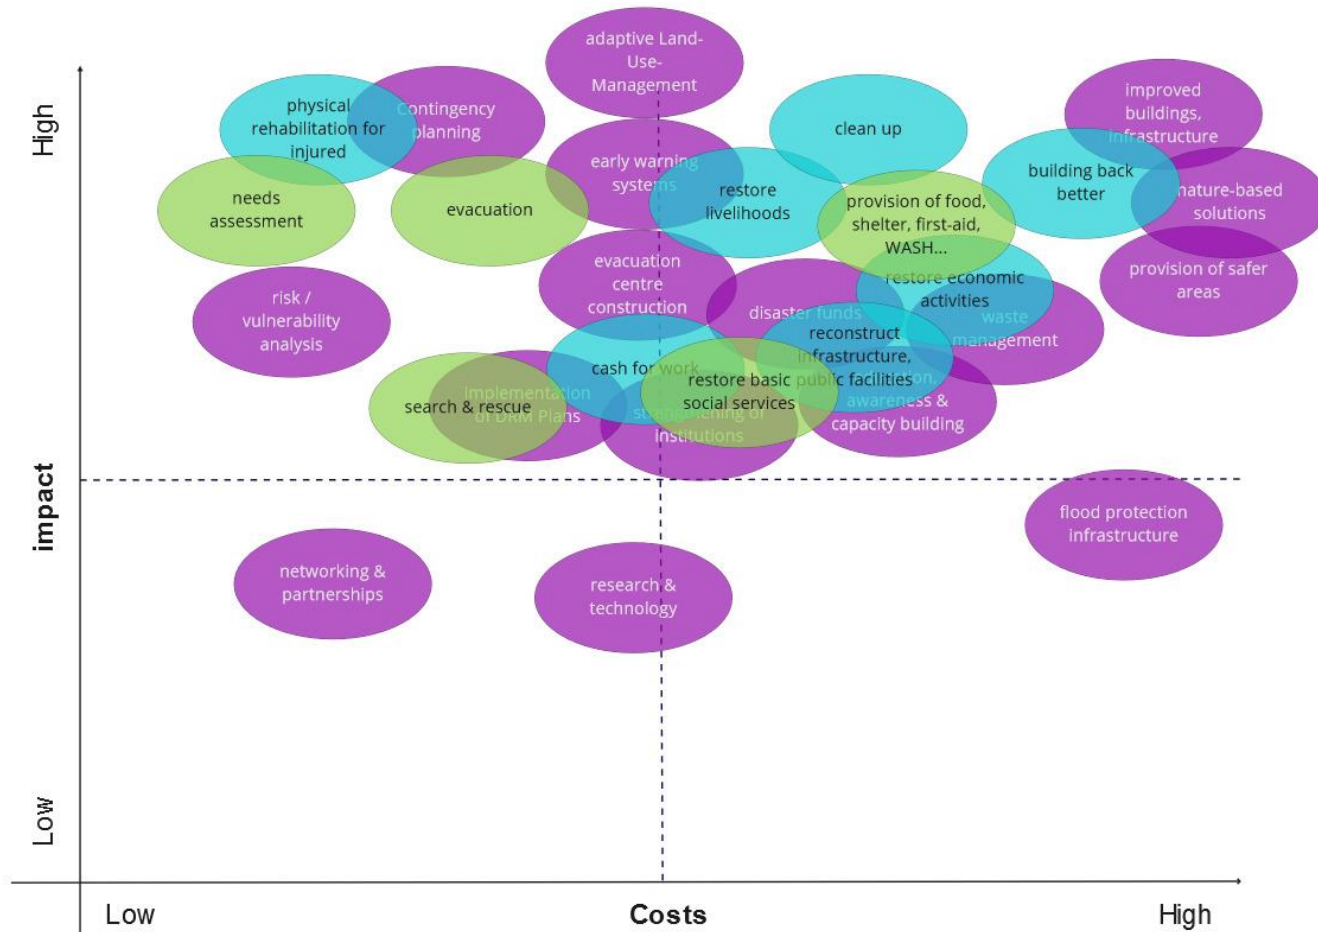 adaptive Land-
Use-
Management
High
physical
rehabilitation for
injured
Contingency
planning
clean up
improved
buildings,
infrastructure
early warning
systems
restore
livelihoods
building back
better
needs
assessment
evacuation
provision of food,
shelter, first-aid,
WASH...
nature-based
solutions
evacuation
centre
construction
restore economic
activities
provision of safer
areas
risk /
vulnerability
analysis
disaster funds
waste
management
reconstruct
infrastructure,
public facilities
cash for work
restore basic
social services
search & rescue
implementation
of DRM Plans
strengthening of
institutions
awareness &
capacity building
impact
flood protection
infrastructure
networking &
partnerships
research &
technology
Low
Low
Costs
High